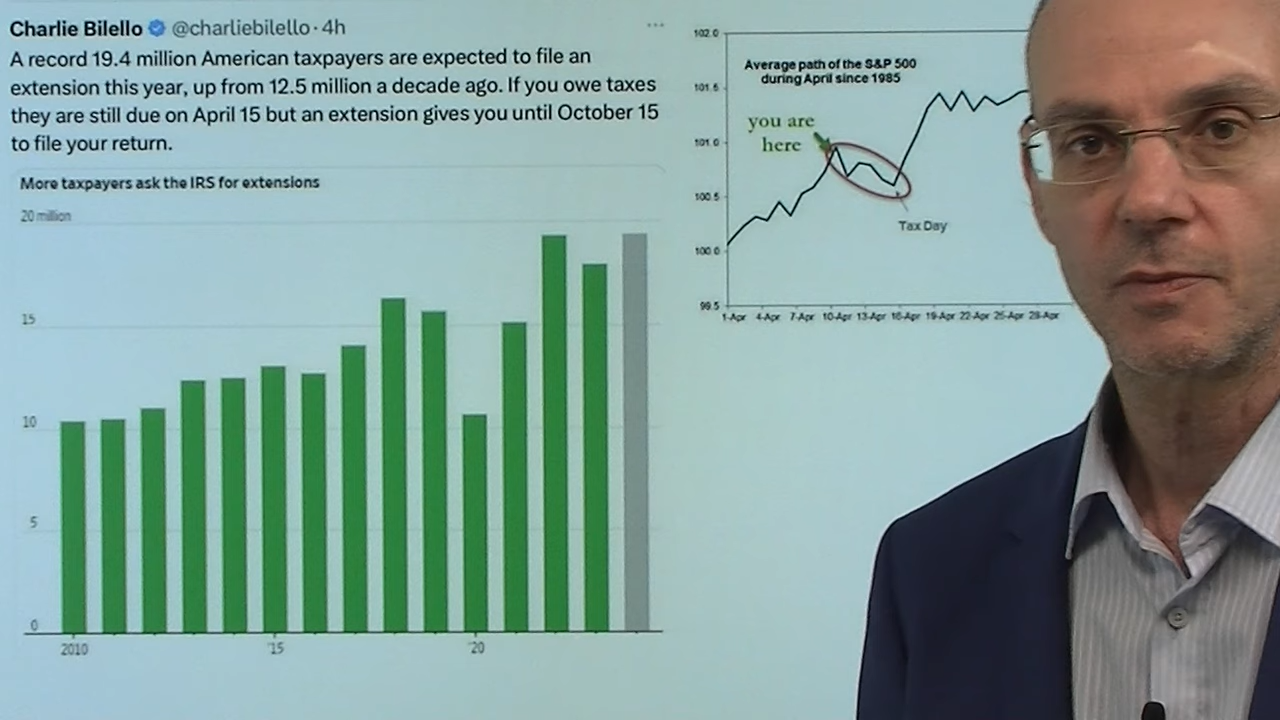 Charlie Bilello @charliebilello · 4h
A record 19.4 million American taxpayers are expected to file an
extension this year, up from 12.5 million a decade ago. If you owe taxes
they are still due on April 15 but an extension gives you until October 15
to file your return.
More taxpayers ask the IRS for extensions
20 million
15
10
5
0
2010 '15 '20
102.0
101.5
101.0
100.5
100.0
99.5
Average path of the S&P 500
during April since 1985
you are
here
Tax Day
1-Apr 4-Apr 7-Apr 10-Apr 13-Apr 16-Apr 19-Apr 22-Apr 25-Apr 28-Apr